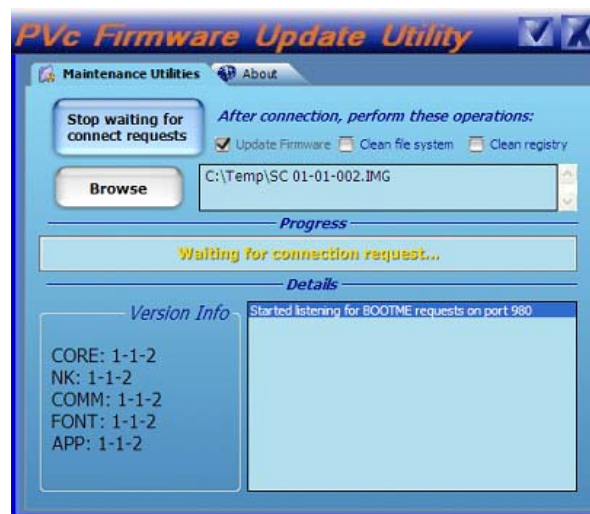 PVc Firmware Update Utility
Maintenance Utilities
About
Stop waiting for
connect requests
After connection, perform these operations:
Update Firmware
Clean file system
Clean registry
Browse
C:\Temp\SC 01-01-002.IMG
Progress
Waiting for connection request...
Details
Version Info
Started listening for BOOTME requests on port 980
CORE: 1-1-2
NK: 1-1-2
COMM: 1-1-2
FONT: 1-1-2
APP: 1-1-2